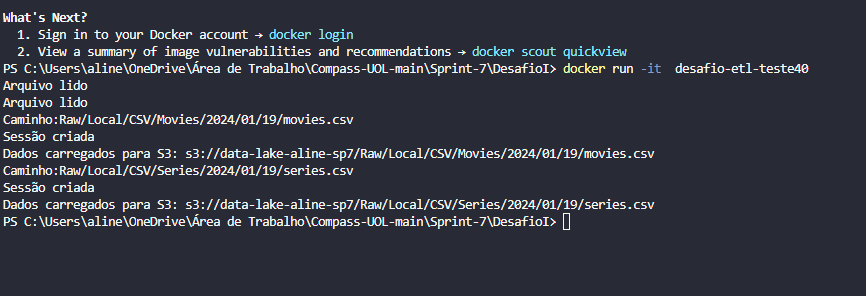 What's Next?
1. Sign in to your Docker account → docker login
2. View a summary of image vulnerabilities and recommendations → docker scout quickview
PS C:\Users\aline\OneDrive\Área de Trabalho\Compass-UOL-main\Sprint-7\DesafioI> docker run -it  desafio-etl-teste40
Arquivo lido
Arquivo lido
Caminho:Raw/Local/CSV/Movies/2024/01/19/movies.csv
Sessão criada
Dados carregados para S3: s3://data-lake-aline-sp7/Raw/Local/CSV/Movies/2024/01/19/movies.csv
Caminho:Raw/Local/CSV/Series/2024/01/19/series.csv
Sessão criada
Dados carregados para S3: s3://data-lake-aline-sp7/Raw/Local/CSV/Series/2024/01/19/series.csv
PS C:\Users\aline\OneDrive\Área de Trabalho\Compass-UOL-main\Sprint-7\DesafioI>